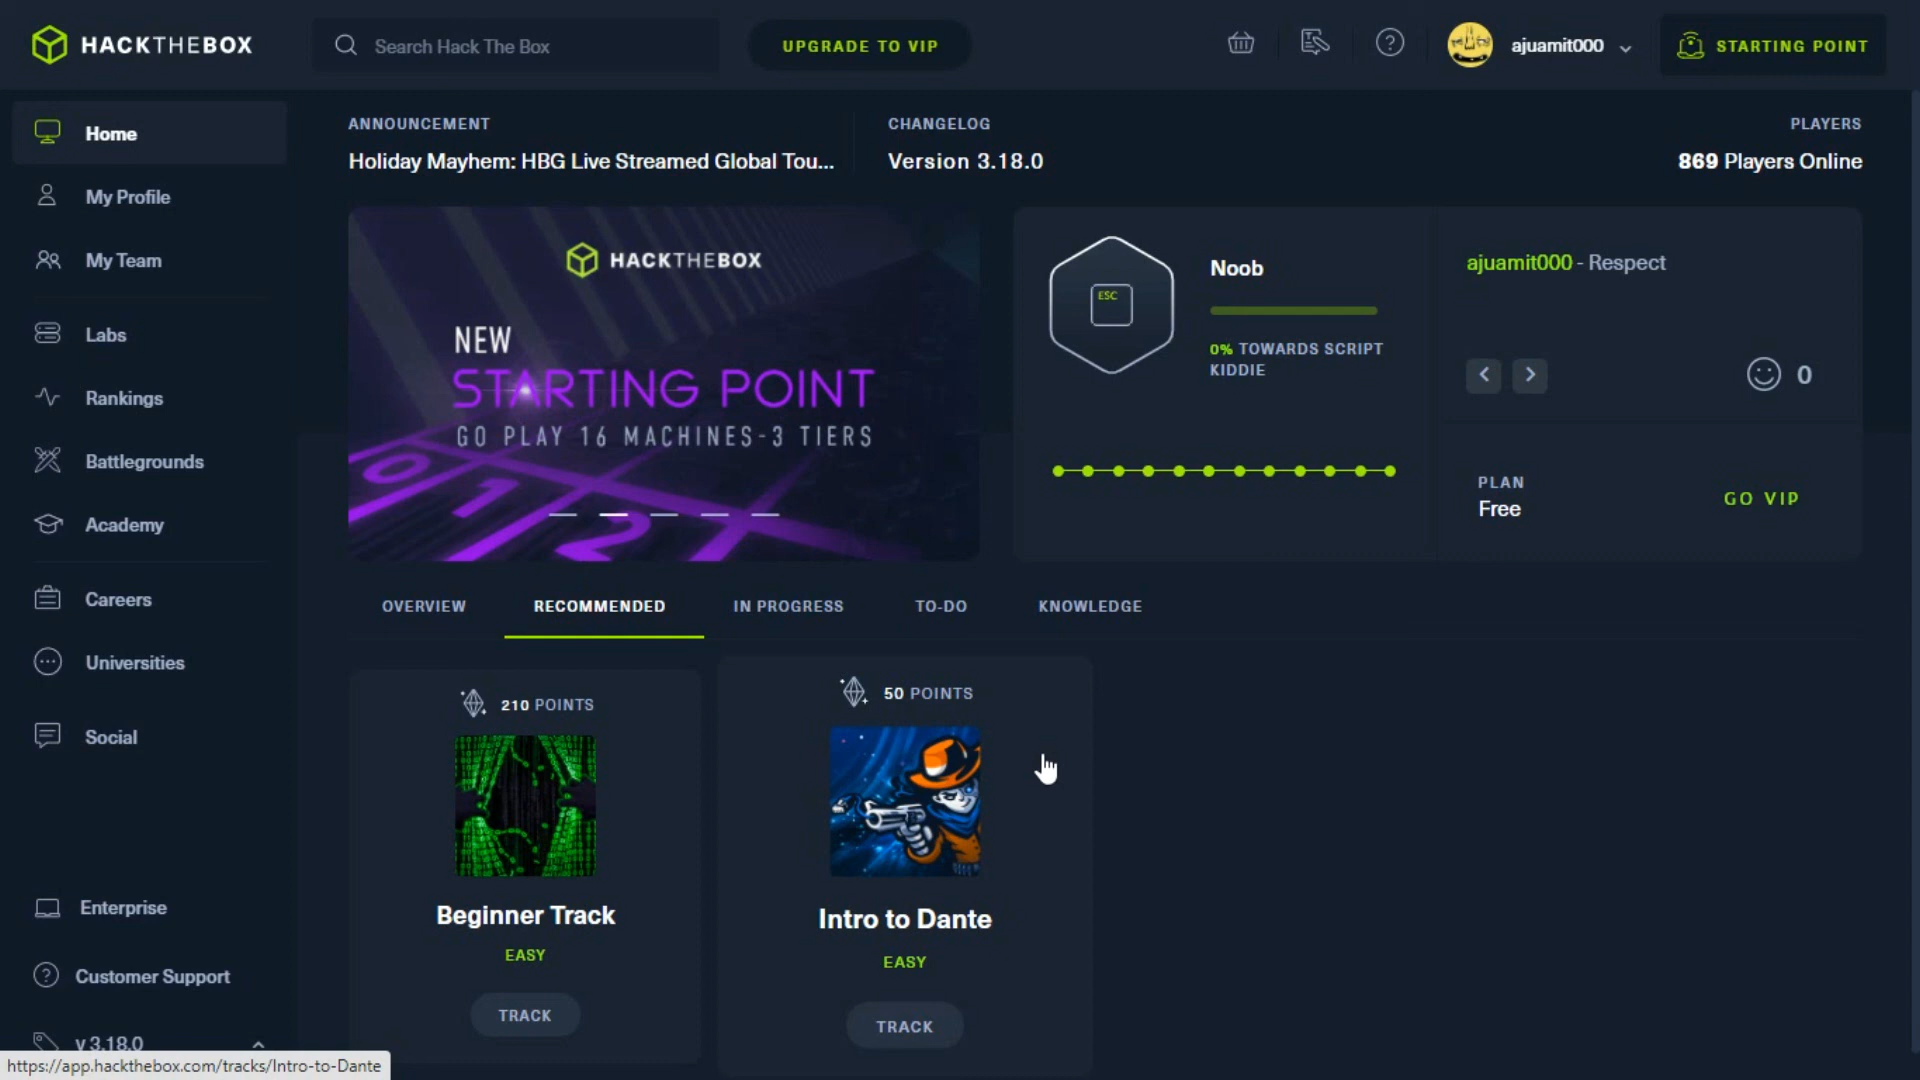 HACKTHEBOX
Search Hack The Box
UPGRADE TO VIP
ajuamit000
STARTING POINT
Home
My Profile
My Team
Labs
Rankings
Battlegrounds
Academy
Careers
Universities
Social
Enterprise
Customer Support
v 3.18.0
https://app.hackthebox.com/tracks/Intro-to-Dante
ANNOUNCEMENT
Holiday Mayhem: HBG Live Streamed Global Tou...
CHANGELOG
Version 3.18.0
PLAYERS
869 Players Online
HACKTHEBOX
NEW
STARTING POINT
GO PLAY 16 MACHINES-3 TIERS
0
1
2
ESC
Noob
0% TOWARDS SCRIPT
KIDDIE
ajuamit000 - Respect
0
PLAN
Free
GO VIP
OVERVIEW
RECOMMENDED
IN PROGRESS
TO-DO
KNOWLEDGE
210 POINTS
Beginner Track
EASY
TRACK
50 POINTS
Intro to Dante
EASY
TRACK